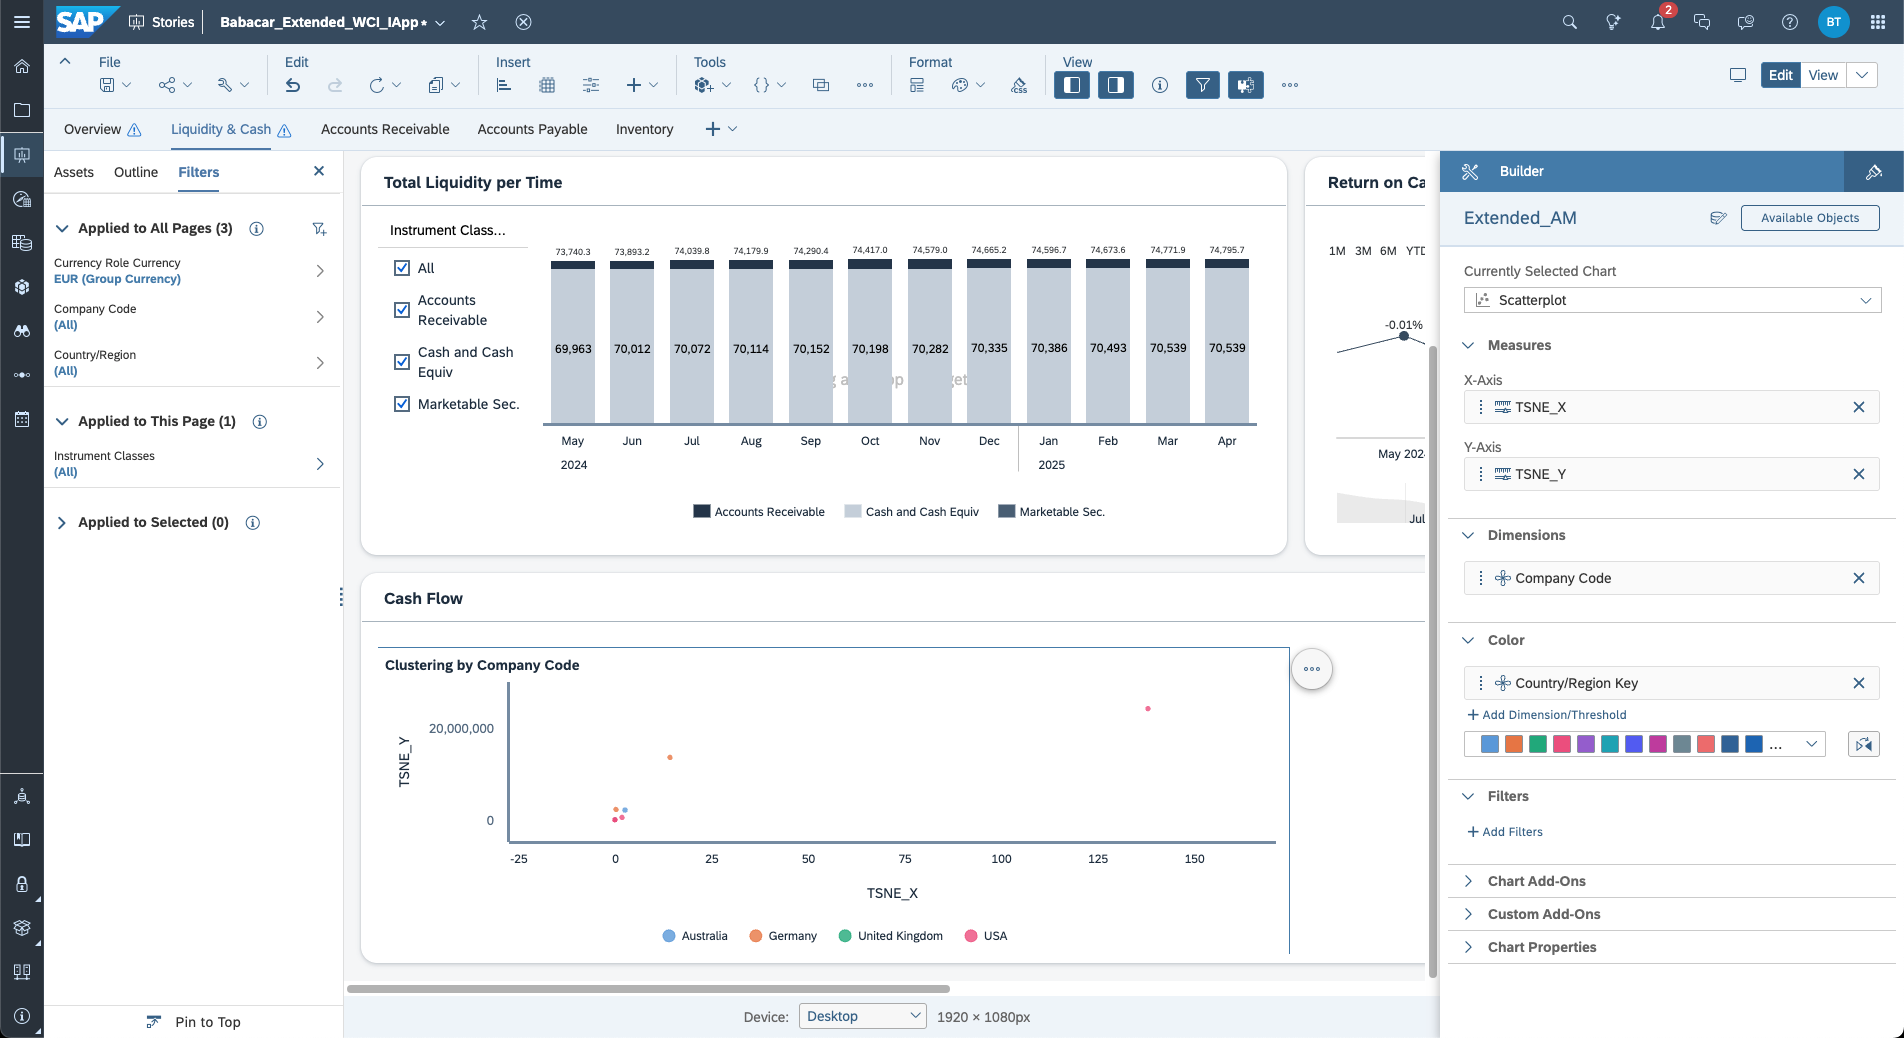 SAP
Stories
Babacar_Extended_WCI_IApp*
2
BT
File
Edit
Insert
Tools
Format
View
CSS
Edit
View
Overview
Liquidity & Cash
Accounts Receivable
Accounts Payable
Inventory
Assets
Outline
Filters
Applied to All Pages (3)
Currency Role Currency
EUR (Group Currency)
Company Code
(All)
Country/Region
(All)
Applied to This Page (1)
Instrument Classes
(All)
Applied to Selected (0)
Pin to Top
Total Liquidity per Time
Instrument Class...
All
Accounts
Receivable
Cash and Cash
Equiv
Marketable Sec.
73,740.3 73,893.2 74,039.8 74,179.9 74,290.4 74,417.0 74,579.0 74,665.2 74,596.7 74,673.6 74,771.9 74,795.7
69,963 70,012 70,072 70,114 70,152 70,198 70,282 70,335 70,386 70,493 70,539 70,539
May Jun Jul Aug Sep Oct Nov Dec Jan Feb Mar Apr
2024 2025
Accounts Receivable Cash and Cash Equiv Marketable Sec.
Return on Ca
1M 3M 6M YTD
-0.01%
May 202
Jul
Cash Flow
Clustering by Company Code
TSNE_Y
20,000,000
0
-25 0 25 50 75 100 125 150
TSNE_X
Australia Germany United Kingdom USA
Device: Desktop 1920 × 1080px
Builder
Extended_AM
Available Objects
Currently Selected Chart
Scatterplot
Measures
X-Axis
TSNE_X
Y-Axis
TSNE_Y
Dimensions
Company Code
Color
Country/Region Key
+ Add Dimension/Threshold
...
Filters
+ Add Filters
Chart Add-Ons
Custom Add-Ons
Chart Properties